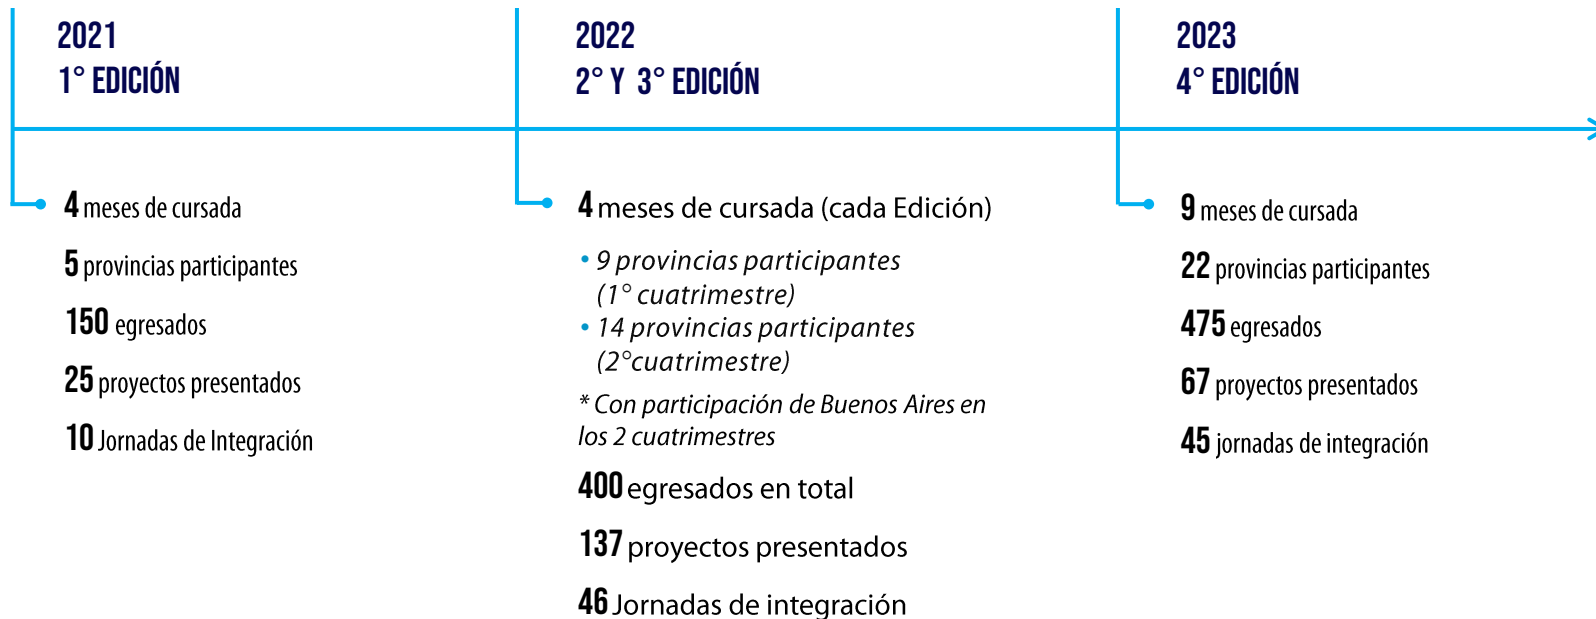 2021
1° EDICIÓN
4 meses de cursada
5 provincias participantes
150 egresados
25 proyectos presentados
10 Jornadas de Integración
2022
2° Y 3° EDICIÓN
4 meses de cursada (cada Edición)
• 9 provincias participantes
(1° cuatrimestre)
• 14 provincias participantes
(2°cuatrimestre)
* Con participación de Buenos Aires en
los 2 cuatrimestres
400 egresados en total
137 proyectos presentados
46 Jornadas de integración
2023
4° EDICIÓN
9 meses de cursada
22 provincias participantes
475 egresados
67 proyectos presentados
45 jornadas de integración